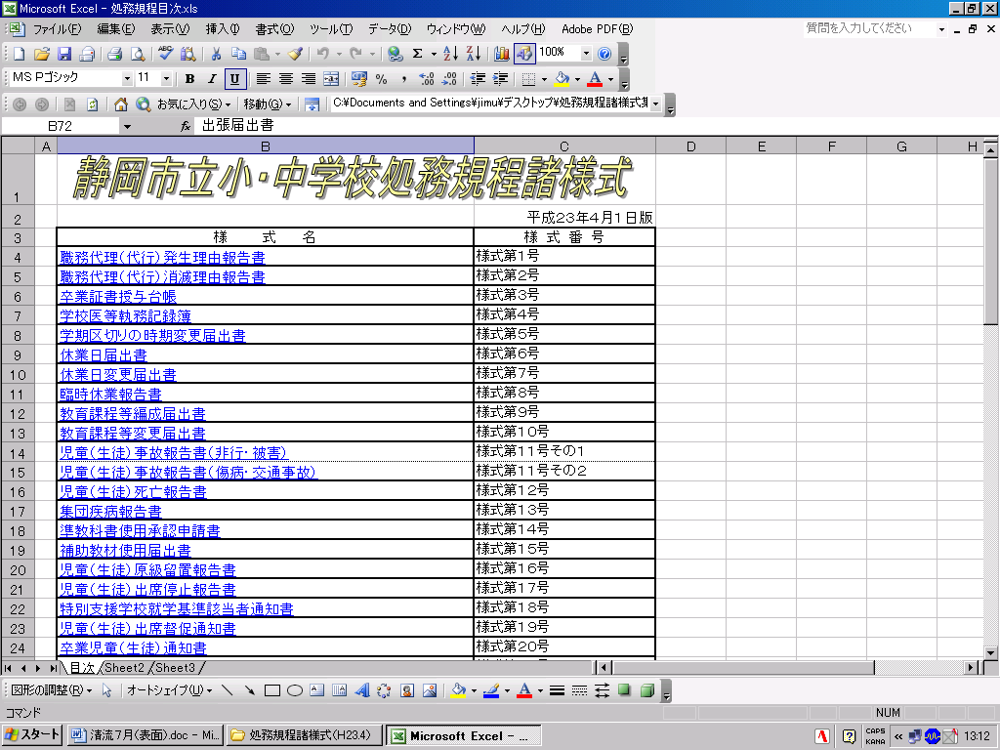 Microsoft Excel - 処務規程目次.xls
ファイル(F) 編集(E) 表示(V) 挿入(I) 書式(O) ツール(T) データ(D) ウィンドウ(W) ヘルプ(H) Adobe PDF(B) 質問を入力してください
100%
MS Pゴシック 11 B I U
お気に入り(S) 移動(G) C:¥Documents and Settings¥jimu¥デスクトップ¥処務規程諸様式集
B72 fx 出張届出書
A B C D E F G H
1 静岡市立小・中学校処務規程諸様式
2 平成23年4月1日版
3 様 式 名 様 式 番 号
4 職務代理(代行)発生理由報告書 様式第1号
5 職務代理(代行)消滅理由報告書 様式第2号
6 卒業証書授与台帳 様式第3号
7 学校医等執務記録簿 様式第4号
8 学期区切りの時期変更届出書 様式第5号
9 休業日届出書 様式第6号
10 休業日変更届出書 様式第7号
11 臨時休業報告書 様式第8号
12 教育課程等編成届出書 様式第9号
13 教育課程等変更届出書 様式第10号
14 児童(生徒)事故報告書(非行・被害) 様式第11号その1
15 児童(生徒)事故報告書(傷病・交通事故) 様式第11号その2
16 児童(生徒)死亡報告書 様式第12号
17 集団疾病報告書 様式第13号
18 準教科書使用承認申請書 様式第14号
19 補助教材使用届出書 様式第15号
20 児童(生徒)原級留置報告書 様式第16号
21 児童(生徒)出席停止報告書 様式第17号
22 特別支援学校就学基準該当者通知書 様式第18号
23 児童(生徒)出席督促通知書 様式第19号
24 卒業児童(生徒)通知書 様式第20号
目次 Sheet2 Sheet3
図形の調整(R) オートシェイプ(U)
コマンド NUM
スタート 清流7月(表面).doc - Mi... 処務規程諸様式(H23.4) Microsoft Excel - ... CAPS KANA 13:12